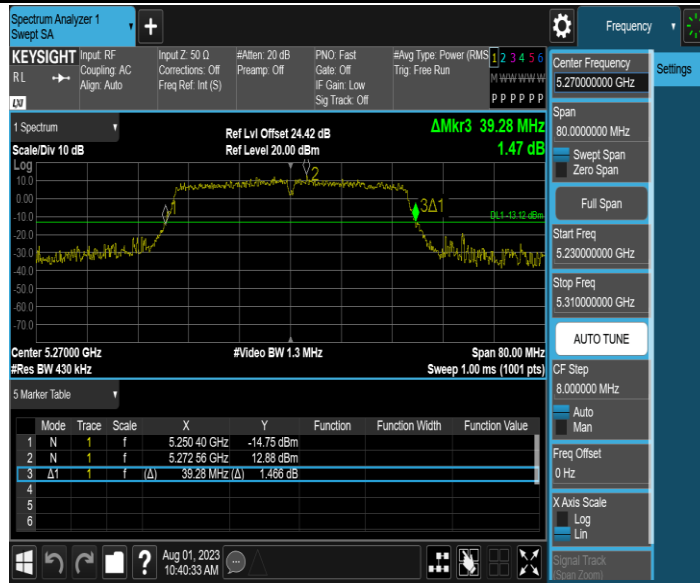 Spectrum Analyzer 1
Swept SA
+
Frequency
KEYSIGHT
RL
LXI
Input: RF
Coupling: AC
Align: Auto
Input Z: 50 Ω
Corrections: Off
Freq Ref: Int (S)
#Atten: 20 dB
Preamp: Off
PNO: Fast
Gate: Off
IF Gain: Low
Sig Track: Off
#Avg Type: Power (RMS
Trig: Free Run
1 2 3 4 5 6
M W W W W W
P P P P P P
1 Spectrum
Scale/Div 10 dB
Ref Lvl Offset 24.42 dB
Ref Level 20.00 dBm
ΔMkr3 39.28 MHz
1.47 dB
Log
10.0
0.00
-10.0
-20.0
-30.0
-40.0
-50.0
-60.0
-70.0
2
3Δ1
DL1 -13.12 dBm
Center 5.27000 GHz
#Video BW 1.3 MHz
Span 80.00 MHz
#Res BW 430 kHz
Sweep 1.00 ms (1001 pts)
5 Marker Table
Mode Trace Scale X Y Function Function Width Function Value
1 N 1 f 5.250 40 GHz -14.75 dBm
2 N 1 f 5.272 56 GHz 12.88 dBm
3 Δ1 1 f (Δ) 39.28 MHz (Δ) 1.466 dB
4
5
6
Aug 01, 2023
10:40:33 AM
?
Center Frequency
5.270000000 GHz
Settings
Span
80.0000000 MHz
Swept Span
Zero Span
Full Span
Start Freq
5.230000000 GHz
Stop Freq
5.310000000 GHz
AUTO TUNE
CF Step
8.000000 MHz
Auto
Man
Freq Offset
0 Hz
X Axis Scale
Log
Lin
Signal Track
(Span Zoom)